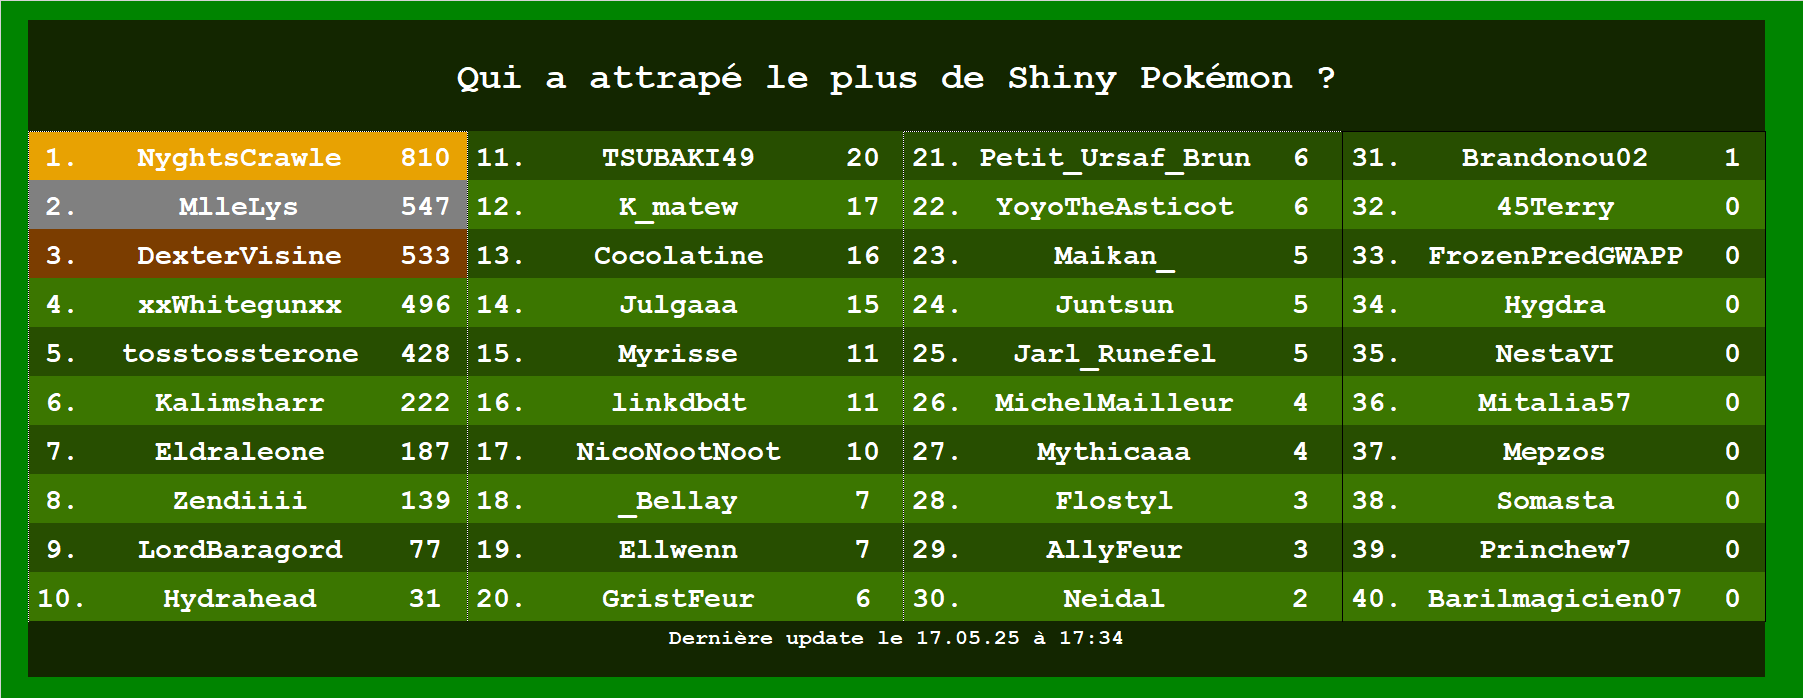 Qui a attrapé le plus de Shiny Pokémon ?
1. NyghtsCrawle 810
2. MlleLys 547
3. DexterVisine 533
4. xxWhitegunxx 496
5. tosstossterone 428
6. Kalimsharr 222
7. Eldraleone 187
8. Zendiiii 139
9. LordBaragord 77
10. Hydrahead 31
11. TSUBAKI49 20
12. K_matew 17
13. Cocolatine 16
14. Julgaaa 15
15. Myrisse 11
16. linkdbdt 11
17. NicoNootNoot 10
18. _Bellay 7
19. Ellwenn 7
20. GristFeur 6
21. Petit_Ursaf_Brun 6
22. YoyoTheAsticot 6
23. Maikan_ 5
24. Juntsun 5
25. Jarl_Runefel 5
26. MichelMailleur 4
27. Mythicaaa 4
28. Flostyl 3
29. AllyFeur 3
30. Neidal 2
31. Brandonou02 1
32. 45Terry 0
33. FrozenPredGWAPP 0
34. Hygdra 0
35. NestaVI 0
36. Mitalia57 0
37. Mepzos 0
38. Somasta 0
39. Princhew7 0
40. Barilmagicien07 0
Dernière update le 17.05.25 à 17:34